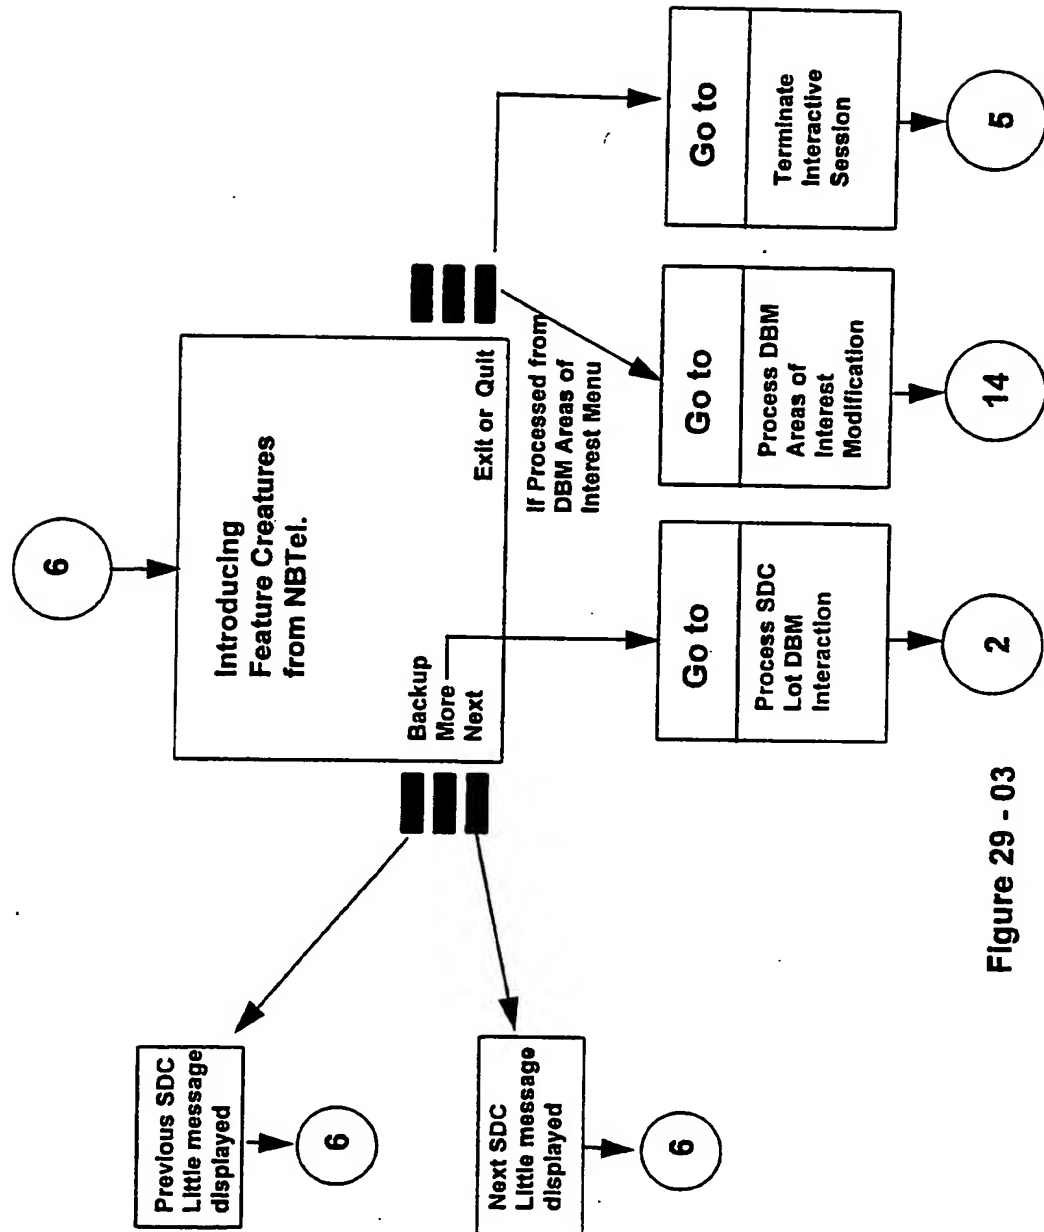 6
Introducing
Feature Creatures
from NBTel.
Backup
More
Next
Exit or Quit
Previous SDC
Little message
displayed
6
Next SDC
Little message
displayed
6
If Processed from
DBM Areas of
Interest Menu
Go to
Process SDC
Lot DBM
Interaction
2
Go to
Process DBM
Areas of
Interest
Modification
14
Go to
Terminate
Interactive
Session
5
Figure 29 - 03